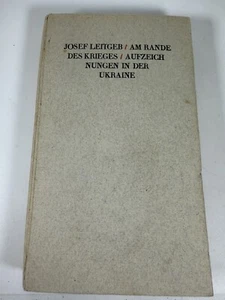 JOSEF LEITGEB / AM RANDE
DES KRIEGES / AUFZEICH
NUNGEN IN DER
UKRAINE